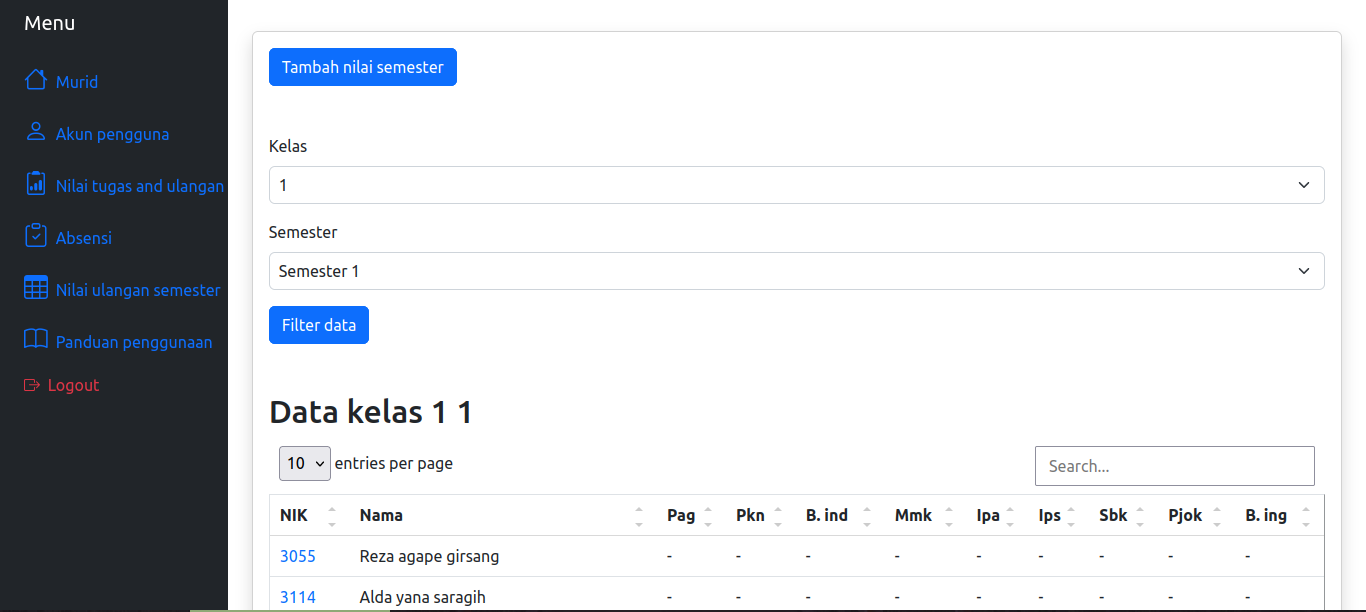 Menu
Murid
Akun pengguna
Nilai tugas and ulangan
Absensi
Nilai ulangan semester
Panduan penggunaan
Logout
Tambah nilai semester
Kelas
1
Semester
Semester 1
Filter data
Data kelas 1 1
10 entries per page
Search...
NIK Nama Pag Pkn B. ind Mmk Ipa Ips Sbk Pjok B. ing
3055 Reza agape girsang - - - - - - - - -
3114 Alda yana saragih - - - - - - - - -